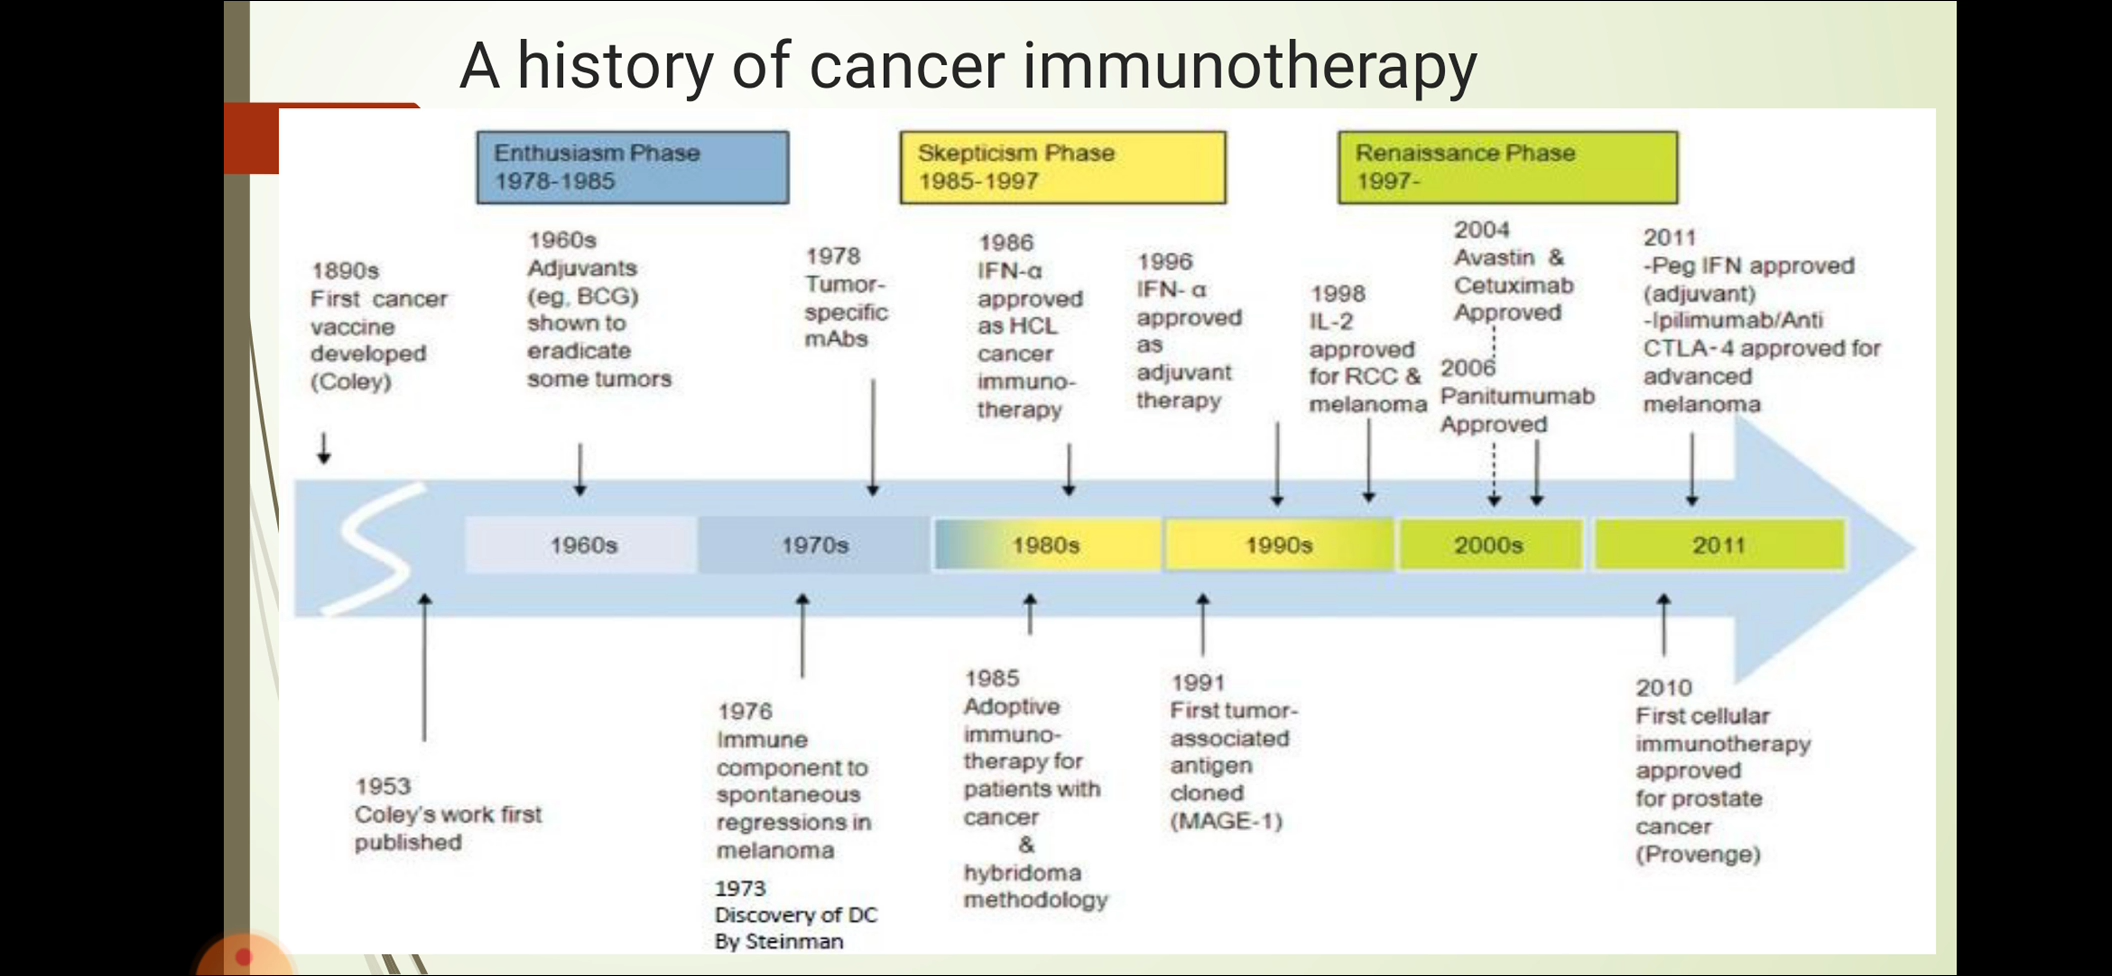 A history of cancer immunotherapy
Enthusiasm Phase
1978-1985
Skepticism Phase
1985-1997
Renaissance Phase
1997-
1890s
First cancer
vaccine
developed
(Coley)
1960s
Adjuvants
(eg, BCG)
shown to
eradicate
some tumors
1978
Tumor-
specific
mAbs
1986
IFN-α
approved
as HCL
cancer
immuno-
therapy
1996
IFN- α
approved
as
adjuvant
therapy
1998
IL-2
approved
for RCC &
melanoma
2004
Avastin &
Cetuximab
Approved
2006
Panitumumab
Approved
2011
-Peg IFN approved
(adjuvant)
-Ipilimumab/Anti
CTLA-4 approved for
advanced
melanoma
1960s
1970s
1980s
1990s
2000s
2011
1953
Coley's work first
published
1976
Immune
component to
spontaneous
regressions in
melanoma
1973
Discovery of DC
By Steinman
1985
Adoptive
immuno-
therapy for
patients with
cancer
&
hybridoma
methodology
1991
First tumor-
associated
antigen
cloned
(MAGE-1)
2010
First cellular
immunotherapy
approved
for prostate
cancer
(Provenge)